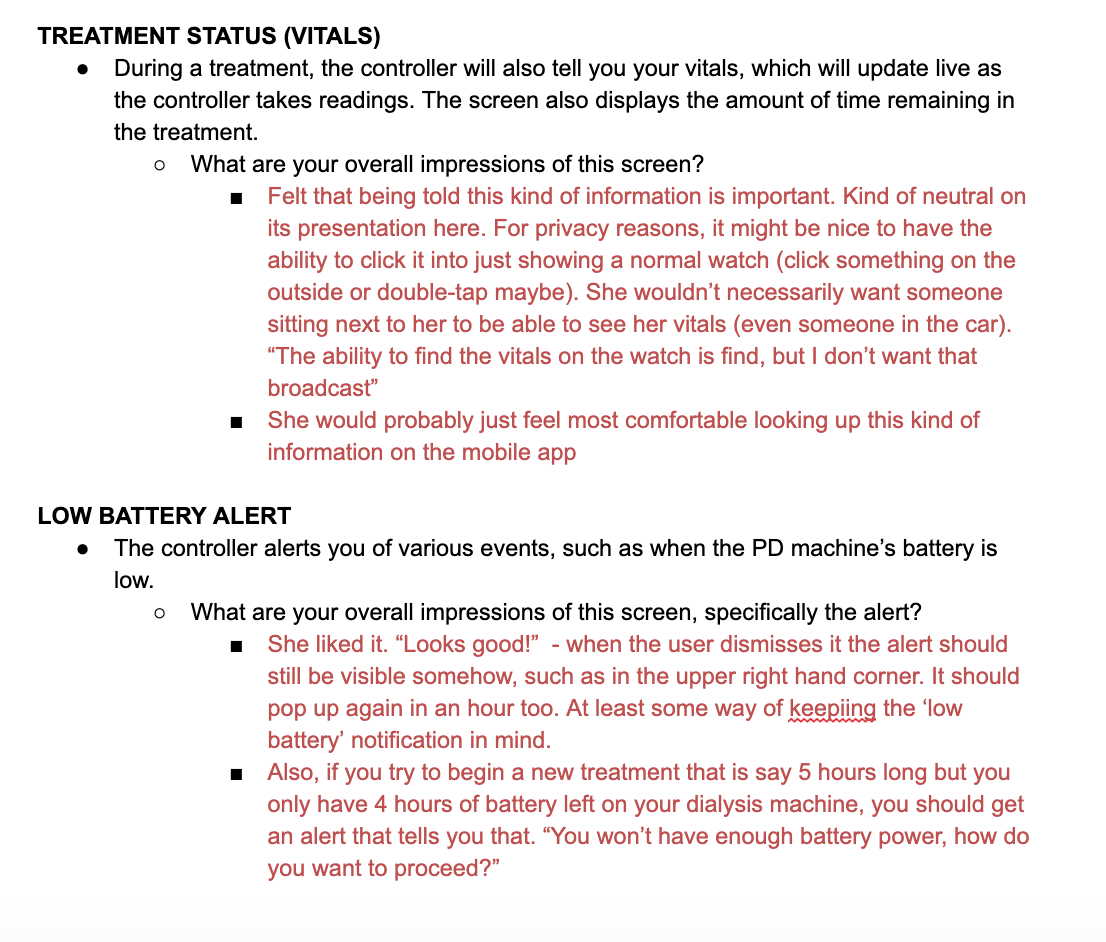 TREATMENT STATUS (VITALS)
● During a treatment, the controller will also tell you your vitals, which will update live as
the controller takes readings. The screen also displays the amount of time remaining in
the treatment.
○ What are your overall impressions of this screen?
■ Felt that being told this kind of information is important. Kind of neutral on
its presentation here. For privacy reasons, it might be nice to have the
ability to click it into just showing a normal watch (click something on the
outside or double-tap maybe). She wouldn’t necessarily want someone
sitting next to her to be able to see her vitals (even someone in the car).
“The ability to find the vitals on the watch is find, but I don’t want that
broadcast”
■ She would probably just feel most comfortable looking up this kind of
information on the mobile app
LOW BATTERY ALERT
● The controller alerts you of various events, such as when the PD machine’s battery is
low.
○ What are your overall impressions of this screen, specifically the alert?
■ She liked it. “Looks good!”  - when the user dismisses it the alert should
still be visible somehow, such as in the upper right hand corner. It should
pop up again in an hour too. At least some way of keepiing the ‘low
battery’ notification in mind.
■ Also, if you try to begin a new treatment that is say 5 hours long but you
only have 4 hours of battery left on your dialysis machine, you should get
an alert that tells you that. “You won’t have enough battery power, how do
you want to proceed?”